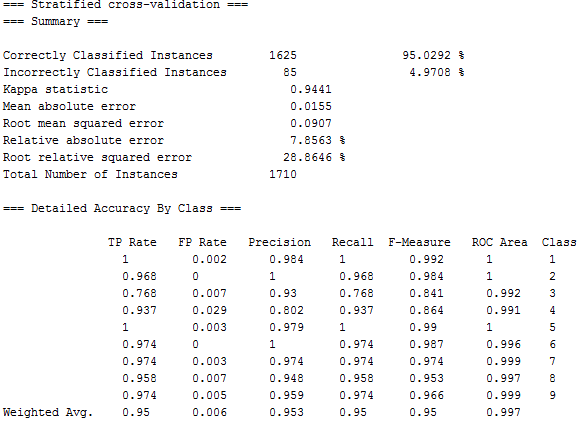 === Stratified cross-validation ===
=== Summary ===
Correctly Classified Instances 1625 95.0292 %
Incorrectly Classified Instances 85 4.9708 %
Kappa statistic 0.9441
Mean absolute error 0.0155
Root mean squared error 0.0907
Relative absolute error 7.8563 %
Root relative squared error 28.8646 %
Total Number of Instances 1710
=== Detailed Accuracy By Class ===
TP Rate FP Rate Precision Recall F-Measure ROC Area Class
1 0.002 0.984 1 0.992 1 1
0.968 0 1 0.968 0.984 1 2
0.768 0.007 0.93 0.768 0.841 0.992 3
0.937 0.029 0.802 0.937 0.864 0.991 4
1 0.003 0.979 1 0.99 1 5
0.974 0 1 0.974 0.987 0.996 6
0.974 0.003 0.974 0.974 0.974 0.999 7
0.958 0.007 0.948 0.958 0.953 0.997 8
0.974 0.005 0.959 0.974 0.966 0.999 9
Weighted Avg. 0.95 0.006 0.953 0.95 0.95 0.997